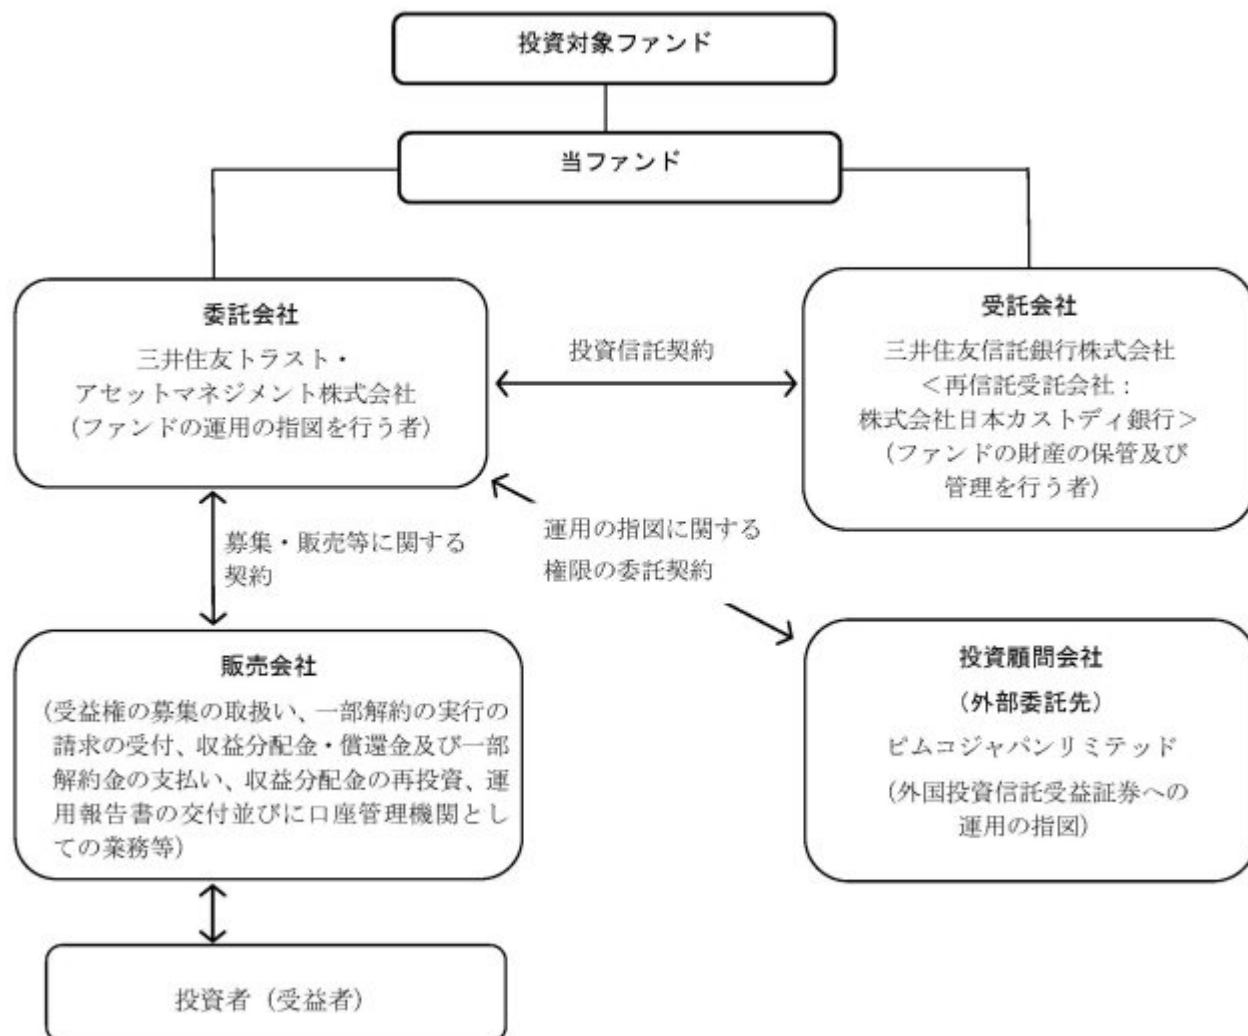 投資対象ファンド
当ファンド
委託会社
三井住友トラスト・
アセットマネジメント株式会社
（ファンドの運用の指図を行う者）
投資信託契約
受託会社
三井住友信託銀行株式会社
＜再信託受託会社：
株式会社日本カストディ銀行＞
（ファンドの財産の保管及び
管理を行う者）
募集・販売等に関する
契約
運用の指図に関する
権限の委託契約
販売会社
（受益権の募集の取扱い、一部解約の実行の
請求の受付、収益分配金・償還金及び一部
解約金の支払い、収益分配金の再投資、運
用報告書の交付並びに口座管理機関とし
ての業務等）
投資顧問会社
（外部委託先）
ピムコジャパンリミテッド
（外国投資信託受益証券への
運用の指図）
投資者（受益者）